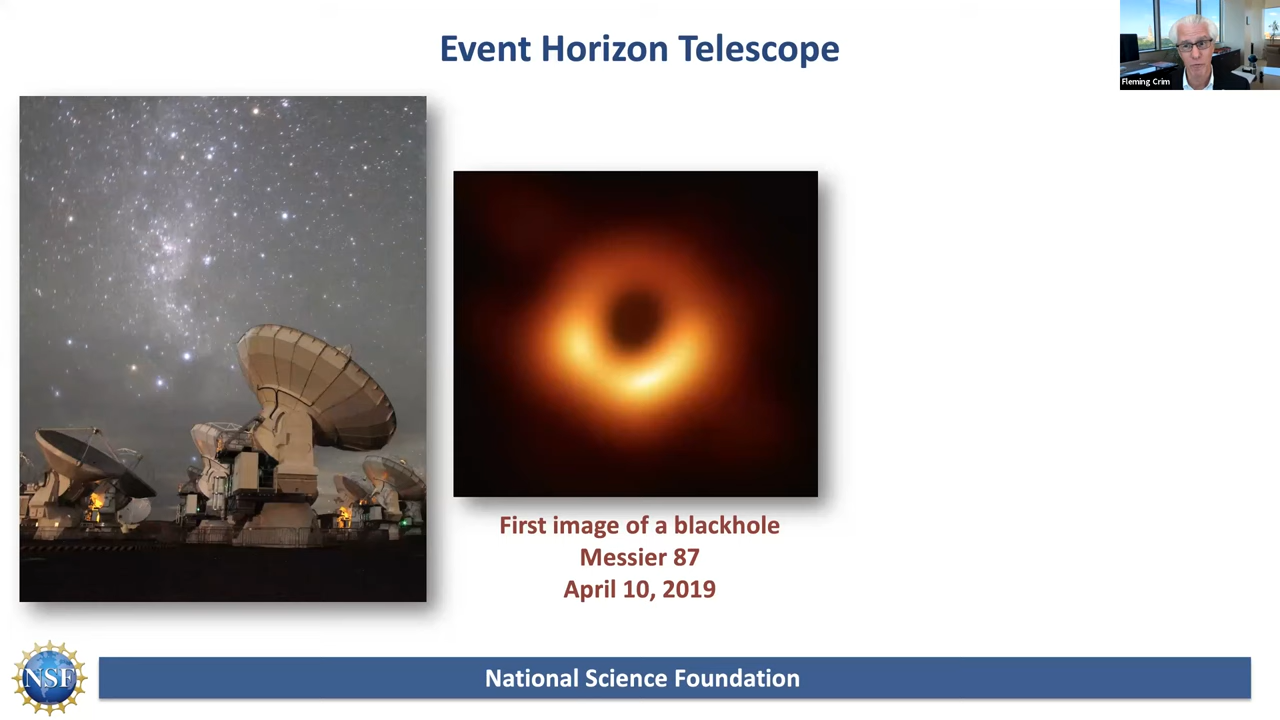 Event Horizon Telescope
Fleming Crim
First image of a blackhole
Messier 87
April 10, 2019
NSF
National Science Foundation